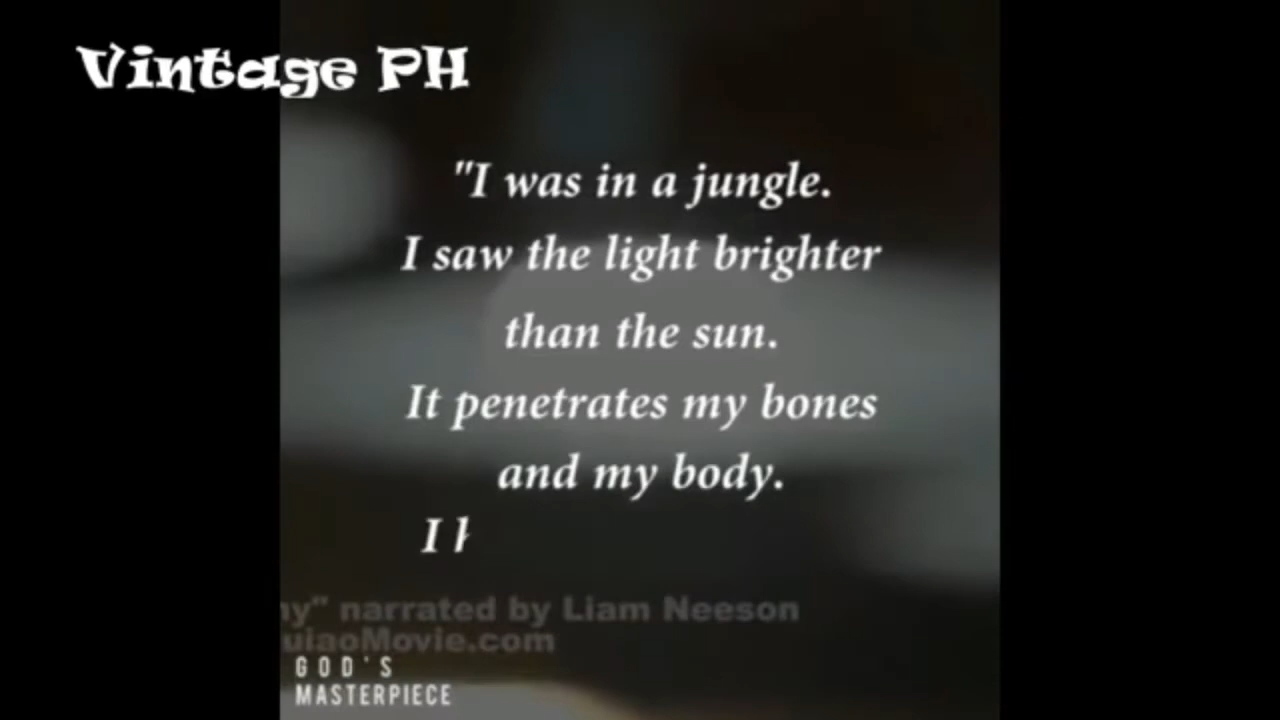 Vintage PH
"I was in a jungle.
I saw the light brighter
than the sun.
It penetrates my bones
and my body.
I
narrated by Liam Neeson
GOD'S
MASTERPIECE